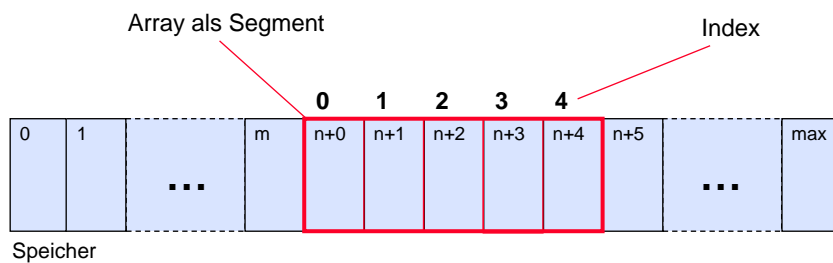 Array als Segment
Index
0 1 2 3 4
0 1 m n+0 n+1 n+2 n+3 n+4 n+5 max
... ...
Speicher